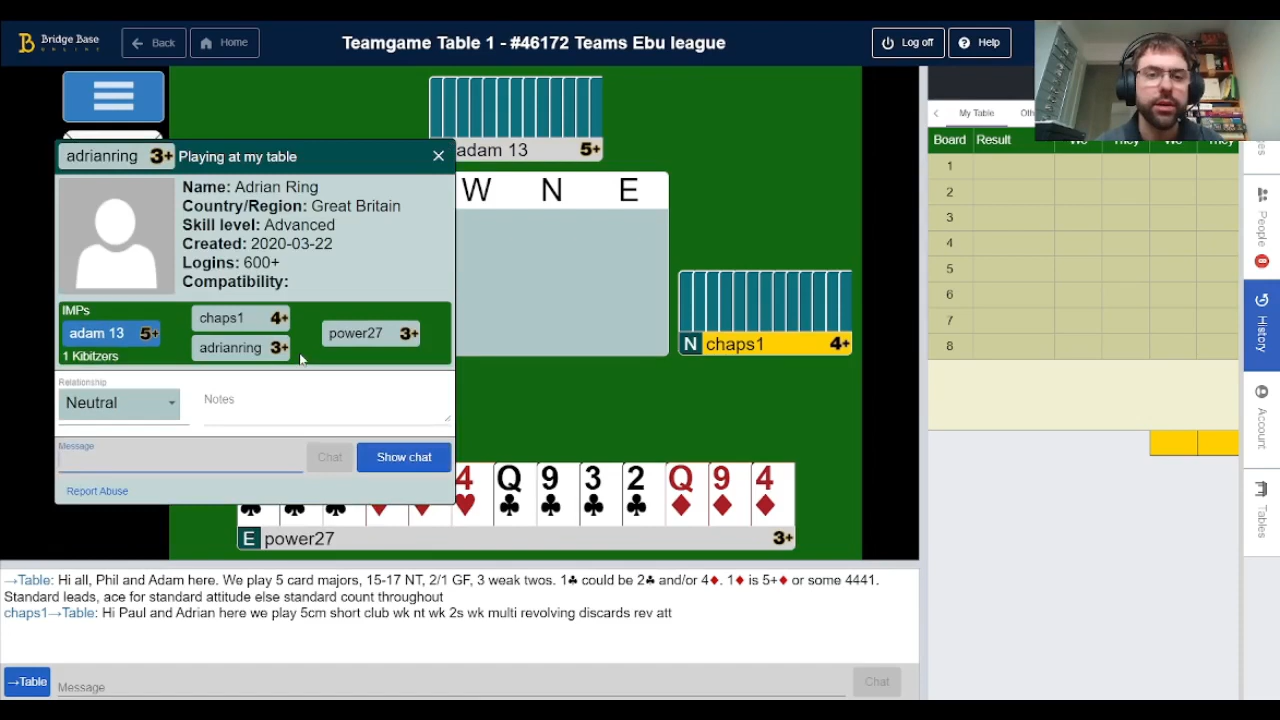 Bridge Base
ONLINE
Back
Home
Teamgame Table 1 - #46172 Teams Ebu league
Log off
Help
adrianring 3+ Playing at my table
Name: Adrian Ring
Country/Region: Great Britain
Skill level: Advanced
Created: 2020-03-22
Logins: 600+
Compatibility:
IMPs
chaps1 4+
adam 13 5+
power27 3+
adrianring 3+
1 Kibitzers
Relationship
Neutral
Notes
Message
Chat
Show chat
Report Abuse
adam 13 5+
W N E
N chaps1 4+
4♥ Q♣ 9♣ 3♣ 2♣ Q♦ 9♦ 4♦
E power27 3+
My Table
Board Result We They We They
1
2
3
4
5
6
7
8
People
History
Account
Tables
→Table: Hi all, Phil and Adam here. We play 5 card majors, 15-17 NT, 2/1 GF, 3 weak twos. 1♣ could be 2♣ and/or 4♦. 1♦ is 5+♦ or some 4441.
Standard leads, ace for standard attitude else standard count throughout
chaps1→Table: Hi Paul and Adrian here we play 5cm short club wk nt wk 2s wk multi revolving discards rev att
→Table
Message
Chat